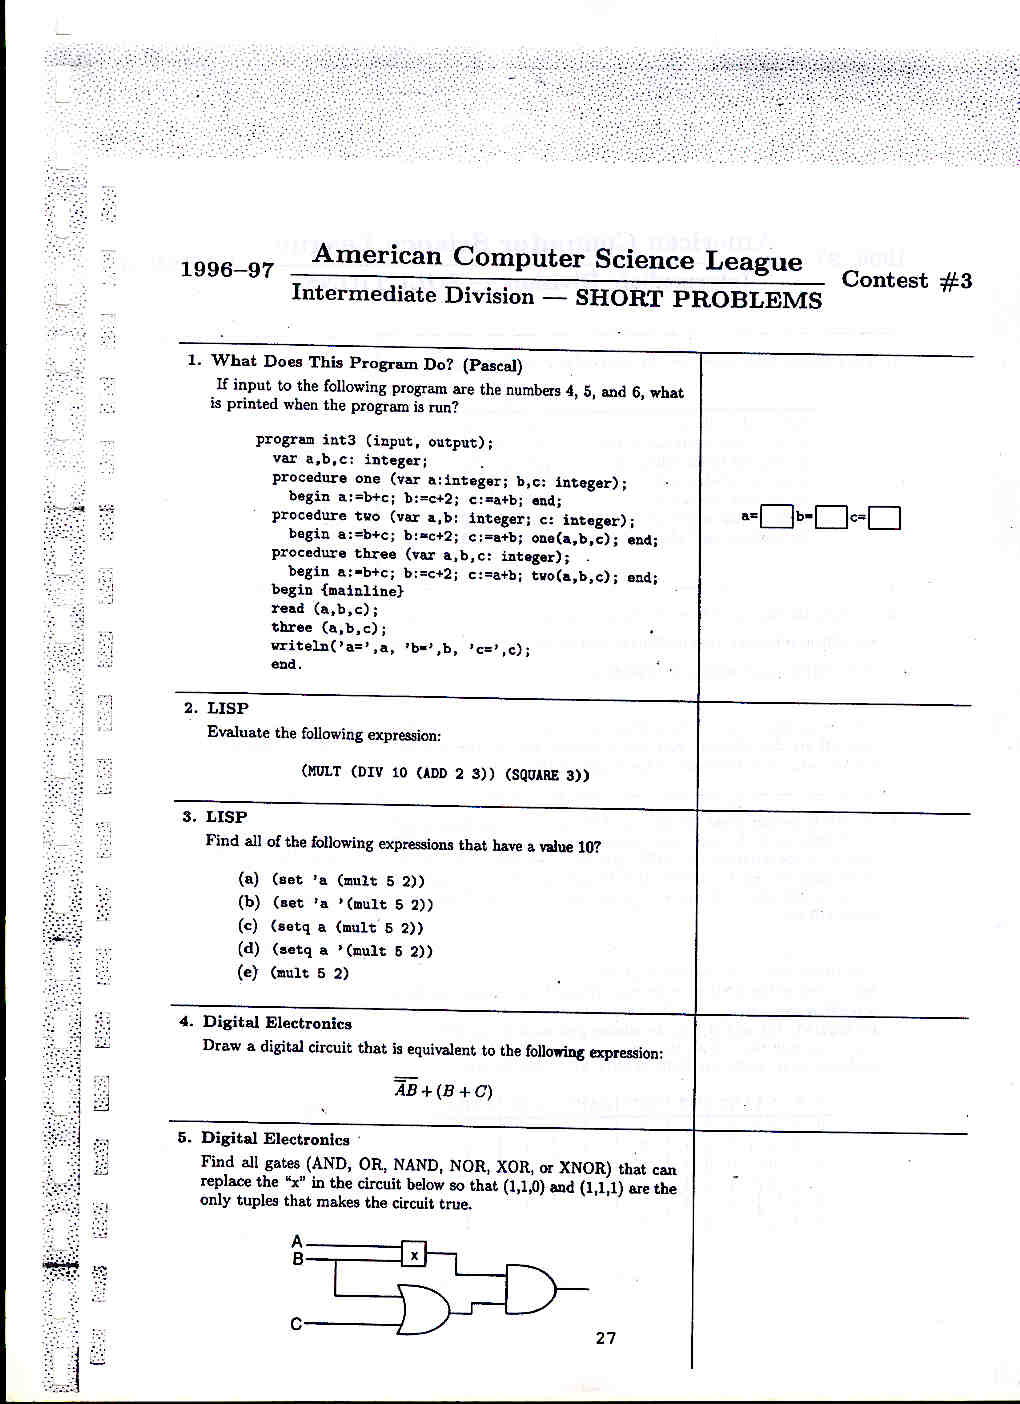 1996–97 American Computer Science League Contest #3
Intermediate Division — SHORT PROBLEMS
1. What Does This Program Do? (Pascal)
If input to the following program are the numbers 4, 5, and 6, what
is printed when the program is run?
program int3 (input, output);
var a,b,c: integer;
procedure one (var a:integer; b,c: integer);
begin a:=b+c; b:=c+2; c:=a+b; end;
procedure two (var a,b: integer; c: integer);
begin a:=b+c; b:=c+2; c:=a+b; one(a,b,c); end;
procedure three (var a,b,c: integer);
begin a:=b+c; b:=c+2; c:=a+b; two(a,b,c); end;
begin {mainline}
read (a,b,c);
three (a,b,c);
writeln('a=',a, 'b=',b, 'c=',c);
end.
a= b= c=
2. LISP
Evaluate the following expression:
(MULT (DIV 10 (ADD 2 3)) (SQUARE 3))
3. LISP
Find all of the following expressions that have a value 10?
(a) (set 'a (mult 5 2))
(b) (set 'a '(mult 5 2))
(c) (setq a (mult 5 2))
(d) (setq a '(mult 5 2))
(e) (mult 5 2)
4. Digital Electronics
Draw a digital circuit that is equivalent to the following expression:
A̅B̅ + (B + C)
5. Digital Electronics
Find all gates (AND, OR, NAND, NOR, XOR, or XNOR) that can
replace the "x" in the circuit below so that (1,1,0) and (1,1,1) are the
only tuples that makes the circuit true.
A
B
x
C
27